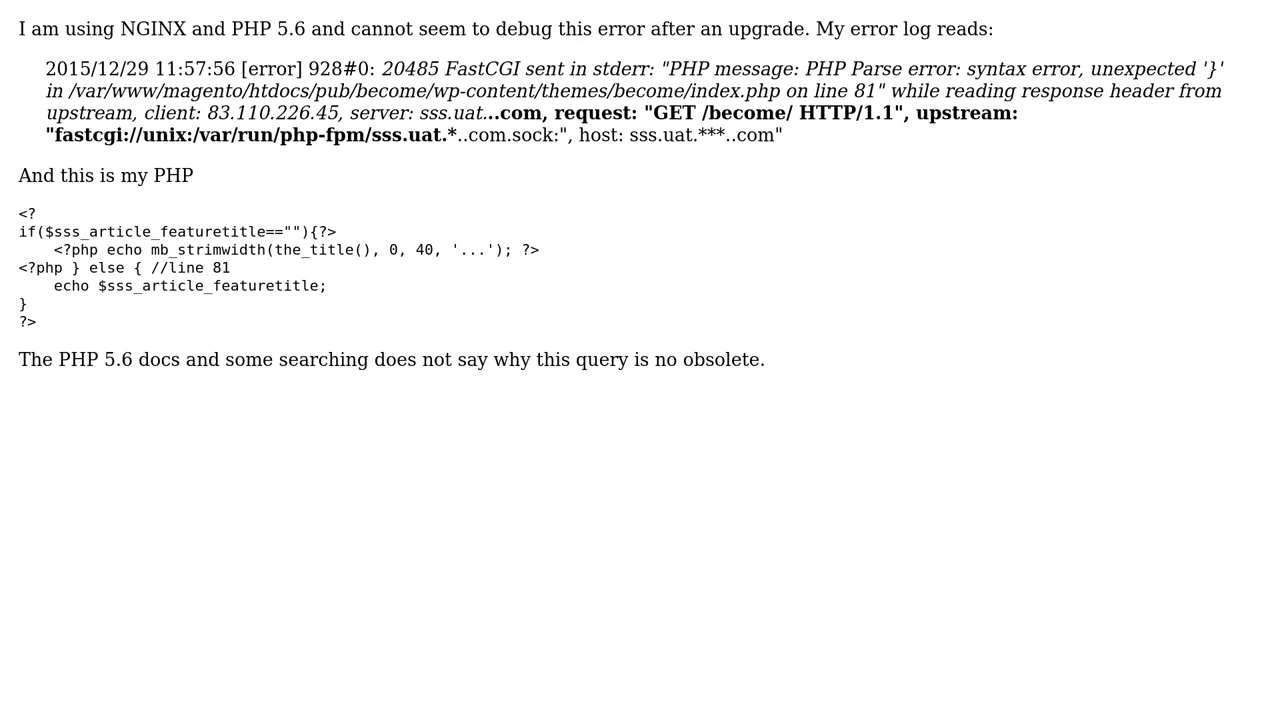 I am using NGINX and PHP 5.6 and cannot seem to debug this error after an upgrade. My error log reads:
2015/12/29 11:57:56 [error] 928#0: 20485 FastCGI sent in stderr: "PHP message: PHP Parse error: syntax error, unexpected '}'
in /var/www/magento/htdocs/pub/become/wp-content/themes/become/index.php on line 81" while reading response header from
upstream, client: 83.110.226.45, server: sss.uat...com, request: "GET /become/ HTTP/1.1", upstream:
"fastcgi://unix:/var/run/php-fpm/sss.uat.*..com.sock:", host: sss.uat.***..com"
And this is my PHP
<?
if($sss_article_featuretitle==""){?>
    <?php echo mb_strimwidth(the_title(), 0, 40, '...'); ?>
<?php } else { //line 81
    echo $sss_article_featuretitle;
}
?>
The PHP 5.6 docs and some searching does not say why this query is no obsolete.